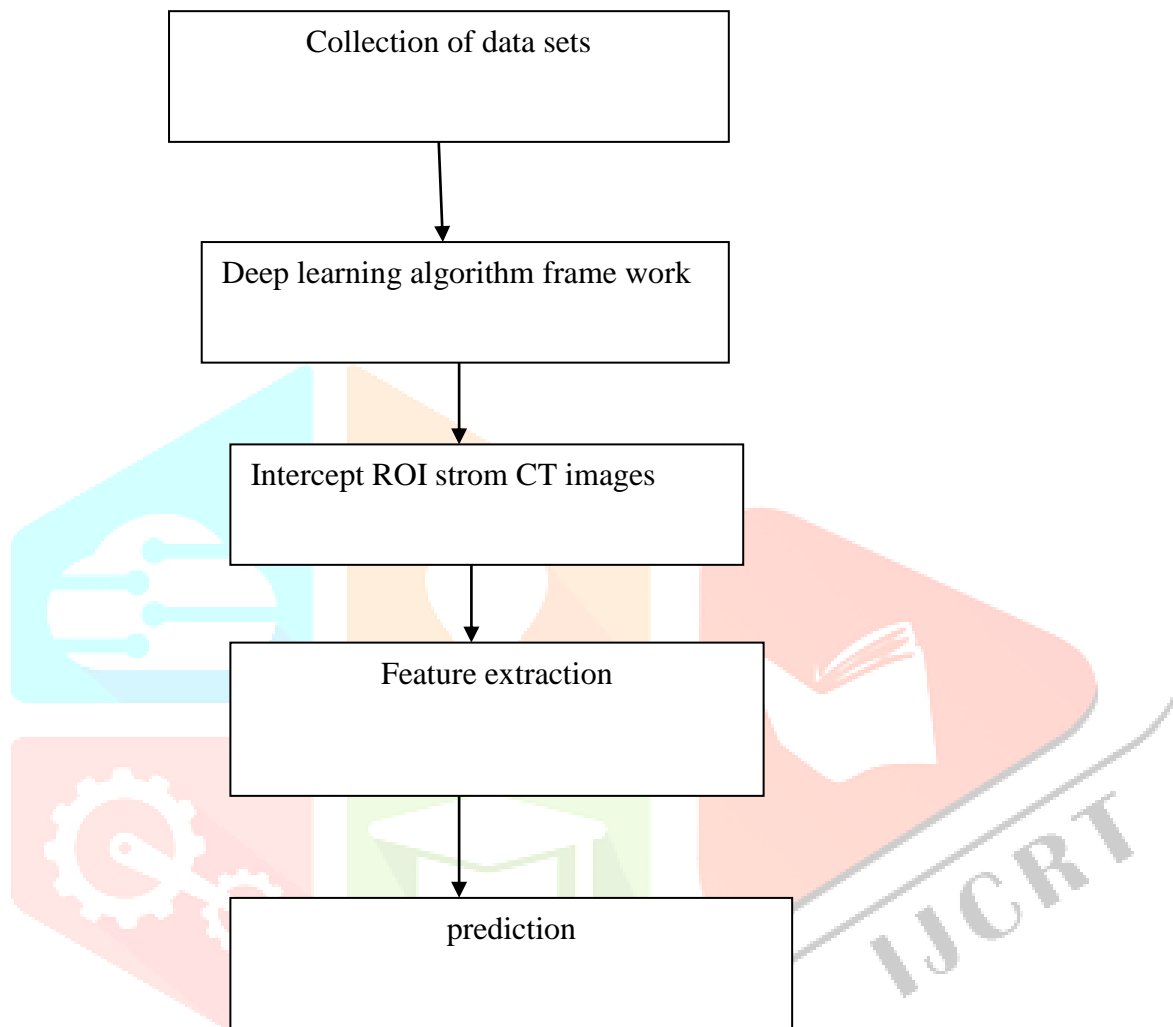 Collection of data sets
Deep learning algorithm frame work
Intercept ROI strom CT images
Feature extraction
prediction
IJCRT